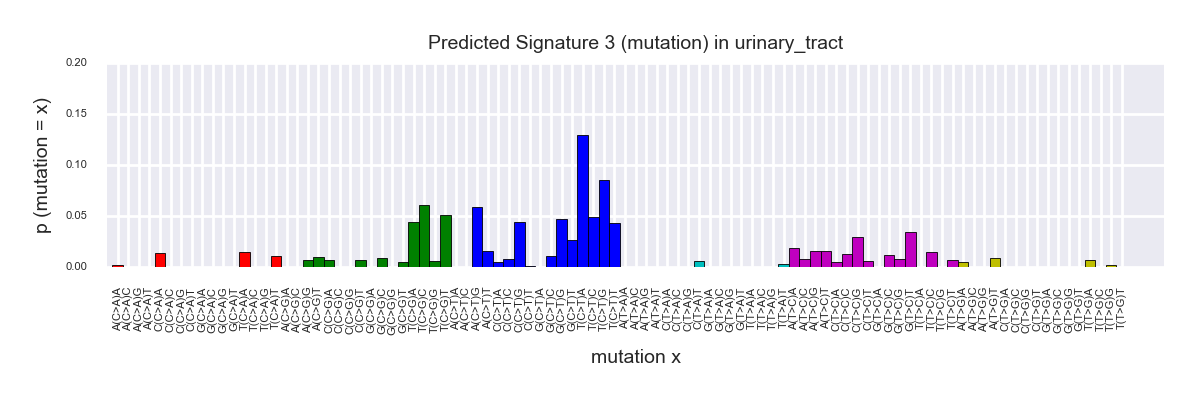 Predicted Signature 3 (mutation) in urinary_tract
p (mutation = x)
0.20
0.15
0.10
0.05
0.00
A(C>A)A
A(C>A)C
A(C>A)G
A(C>A)T
C(C>A)A
C(C>A)C
C(C>A)G
C(C>A)T
G(C>A)A
G(C>A)C
G(C>A)G
G(C>A)T
T(C>A)A
T(C>A)C
T(C>A)G
T(C>A)T
A(C>G)A
A(C>G)C
A(C>G)G
A(C>G)T
C(C>G)A
C(C>G)C
C(C>G)G
C(C>G)T
G(C>G)A
G(C>G)C
G(C>G)G
G(C>G)T
T(C>G)A
T(C>G)C
T(C>G)G
T(C>G)T
A(C>T)A
A(C>T)C
A(C>T)G
A(C>T)T
C(C>T)A
C(C>T)C
C(C>T)G
C(C>T)T
G(C>T)A
G(C>T)C
G(C>T)G
G(C>T)T
T(C>T)A
T(C>T)C
T(C>T)G
T(C>T)T
A(T>A)A
A(T>A)C
A(T>A)G
A(T>A)T
C(T>A)A
C(T>A)C
C(T>A)G
C(T>A)T
G(T>A)A
G(T>A)C
G(T>A)G
G(T>A)T
T(T>A)A
T(T>A)C
T(T>A)G
T(T>A)T
A(T>C)A
A(T>C)C
A(T>C)G
A(T>C)T
C(T>C)A
C(T>C)C
C(T>C)G
C(T>C)T
G(T>C)A
G(T>C)C
G(T>C)G
G(T>C)T
T(T>C)A
T(T>C)C
T(T>C)G
T(T>C)T
A(T>G)A
A(T>G)C
A(T>G)G
A(T>G)T
C(T>G)A
C(T>G)C
C(T>G)G
C(T>G)T
G(T>G)A
G(T>G)C
G(T>G)G
G(T>G)T
T(T>G)A
T(T>G)C
T(T>G)G
T(T>G)T
mutation x